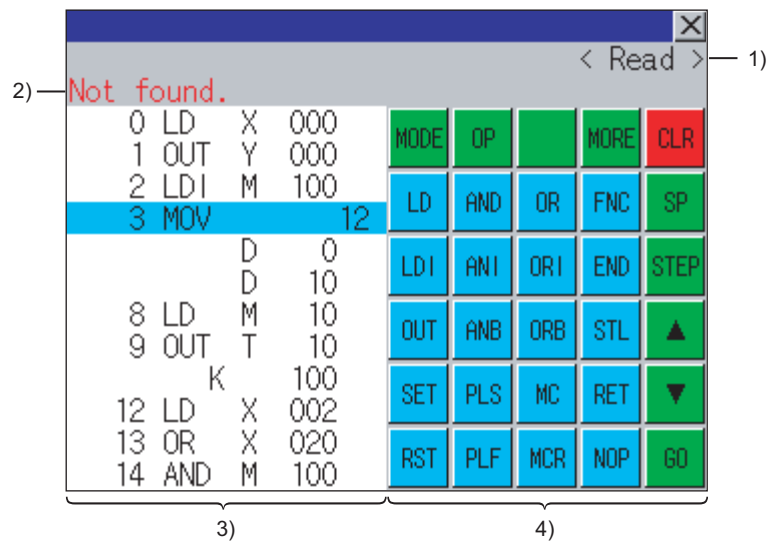 < Read >
1)
2)
Not found.
0 LD X 000
1 OUT Y 000
2 LDI M 100
3 MOV 12
D 0
D 10
8 LD M 10
9 OUT T 10
K 100
12 LD X 002
13 OR X 020
14 AND M 100
MODE OP MORE CLR
LD AND OR FNC SP
LDI ANI ORI END STEP
OUT ANB ORB STL ▲
SET PLS MC RET ▼
RST PLF MCR NOP GO
3)
4)